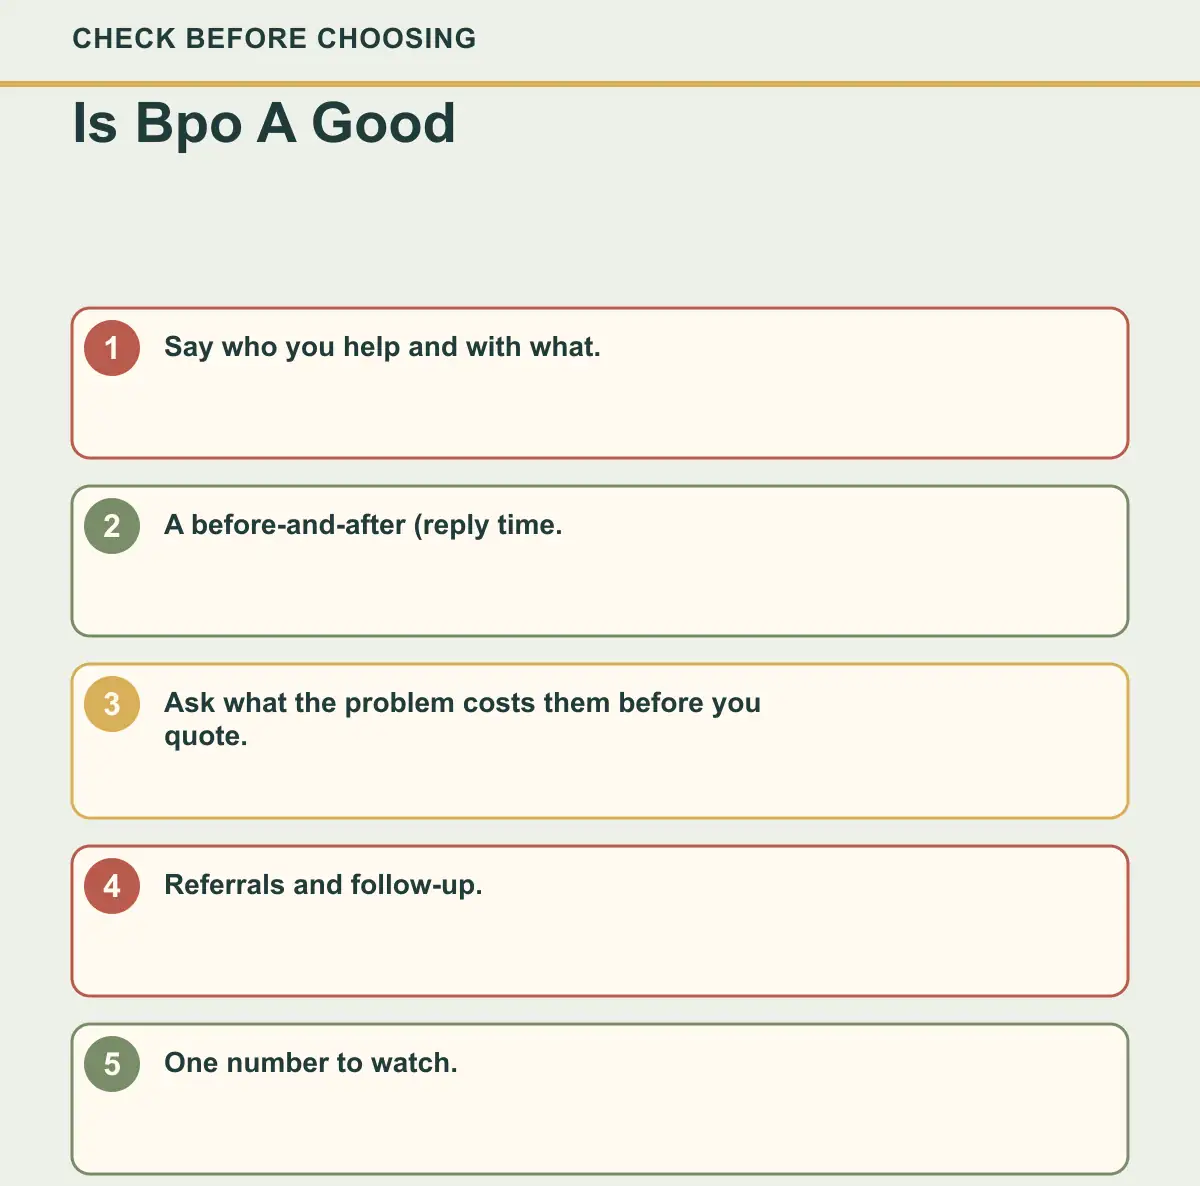 CHECK BEFORE CHOOSING
Is Bpo A Good
1
Say who you help and with what.
2
A before-and-after (reply time.
3
Ask what the problem costs them before you
quote.
4
Referrals and follow-up.
5
One number to watch.